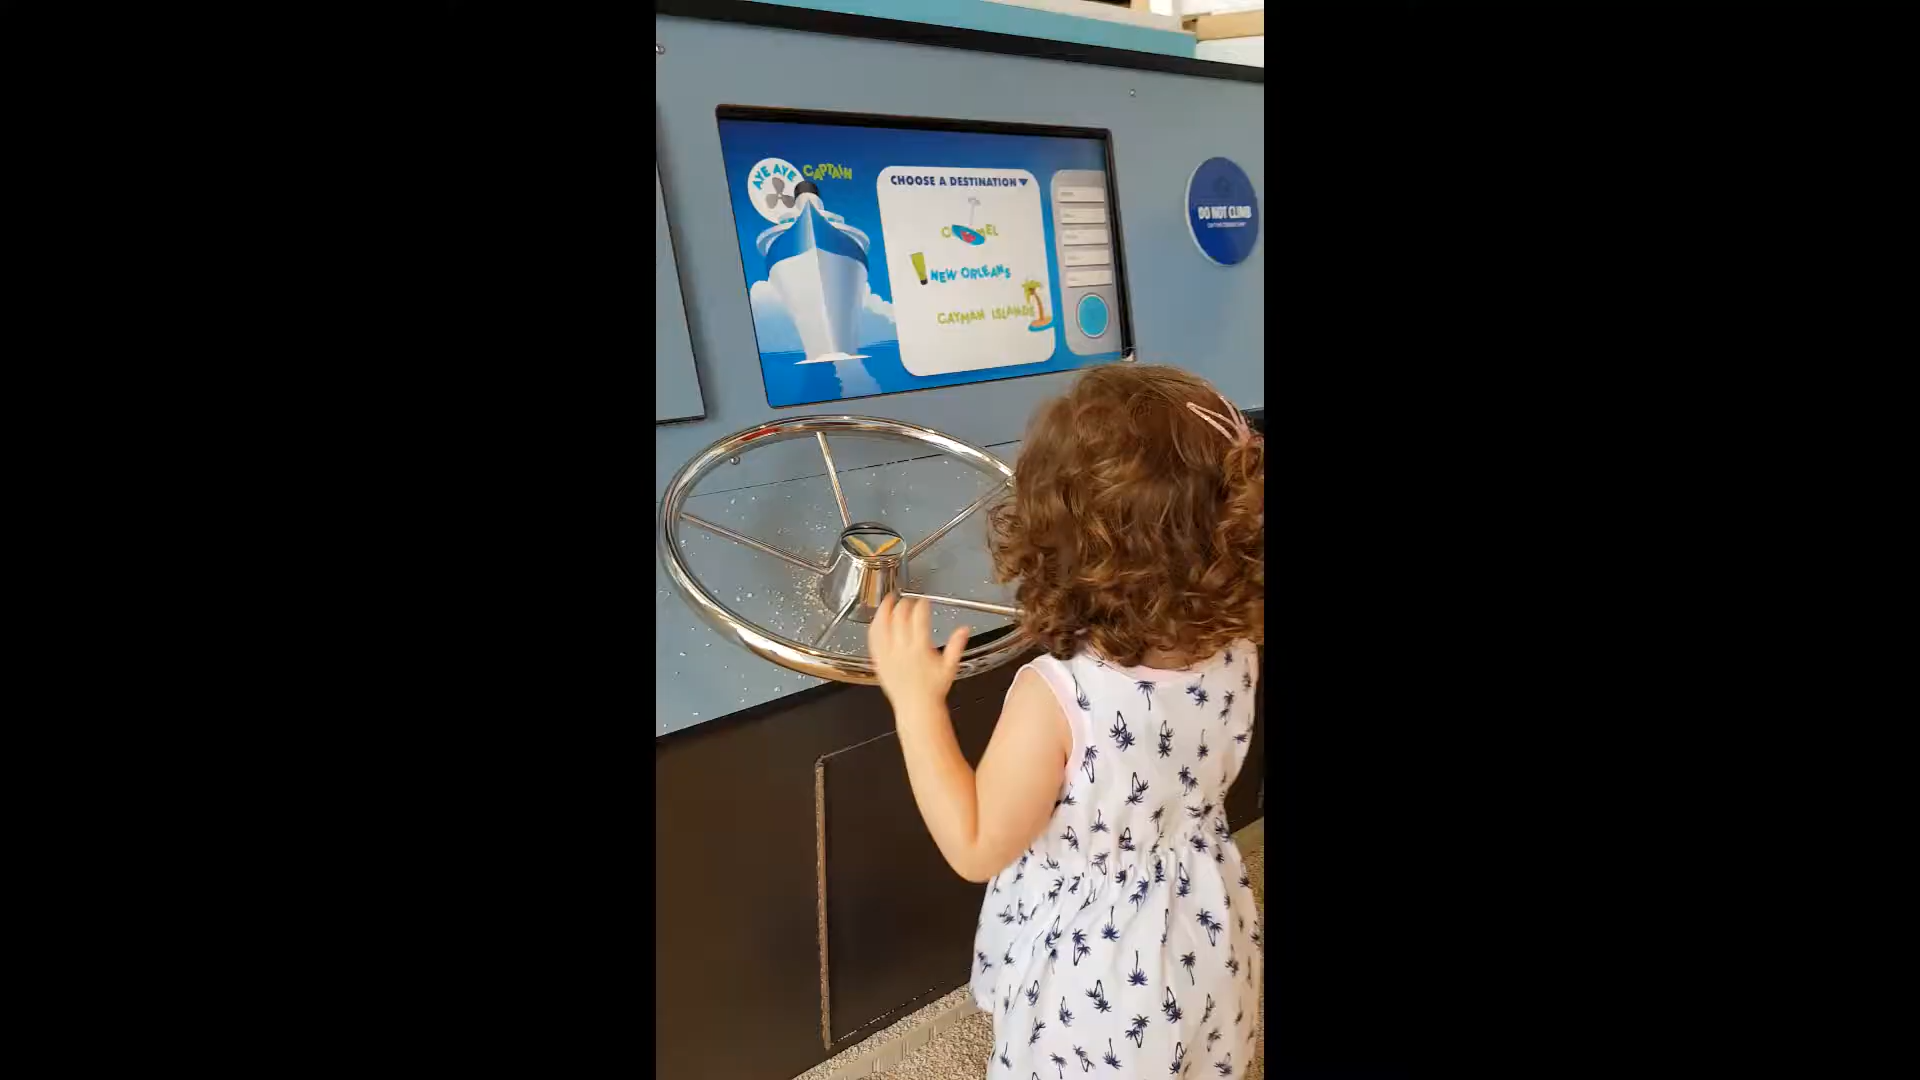 AYE AYE CAPTAIN
CHOOSE A DESTINATION
NEW ORLEANS
CAYMAN ISLANDS
DO NOT CLIMB